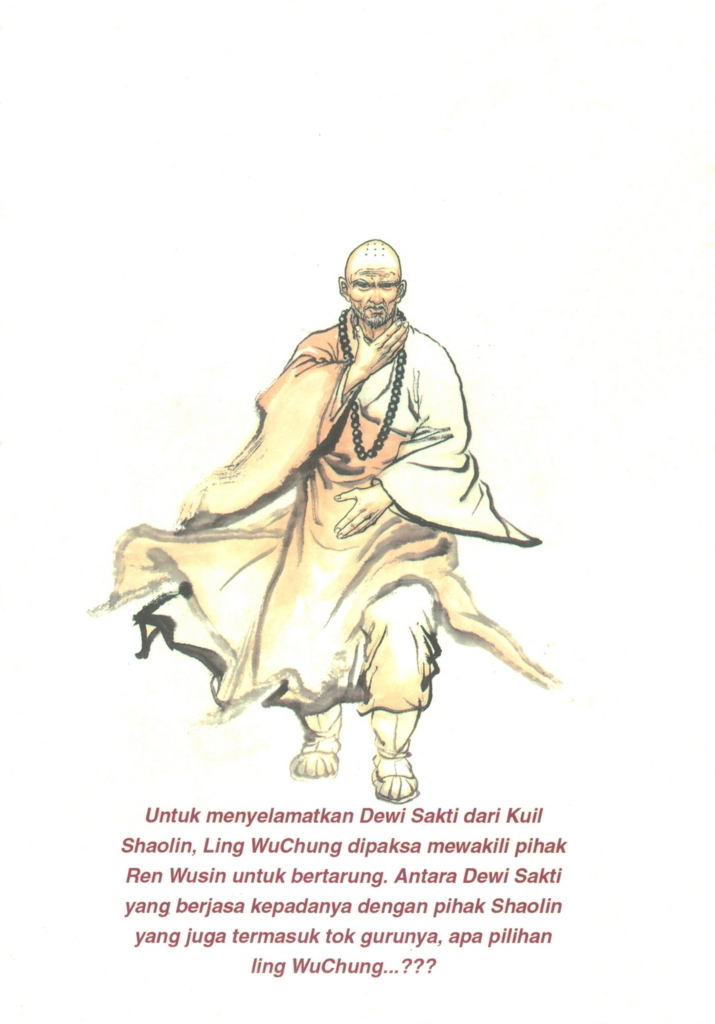 Untuk menyelamatkan Dewi Sakti dari Kuil
Shaolin, Ling WuChung dipaksa mewakili pihak
Ren Wusin untuk bertarung. Antara Dewi Sakti
yang berjasa kepadanya dengan pihak Shaolin
yang juga termasuk tok gurunya, apa pilihan
ling WuChung...???